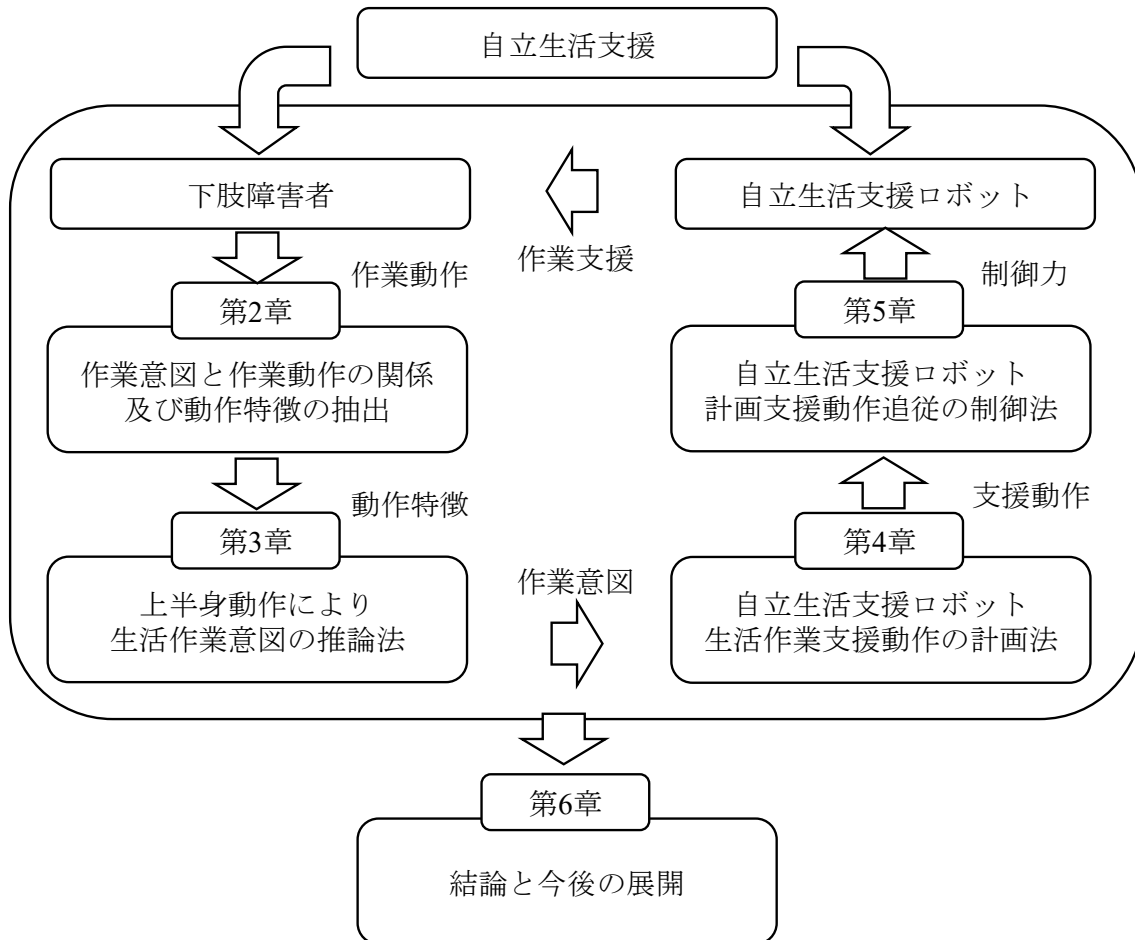 自立生活支援
下肢障害者
作業支援
自立生活支援ロボット
作業動作
制御力
第2章
第5章
作業意図と作業動作の関係
及び動作特徴の抽出
自立生活支援ロボット
計画支援動作追従の制御法
動作特徴
支援動作
第3章
第4章
上半身動作により
生活作業意図の推論法
作業意図
自立生活支援ロボット
生活作業支援動作の計画法
第6章
結論と今後の展開